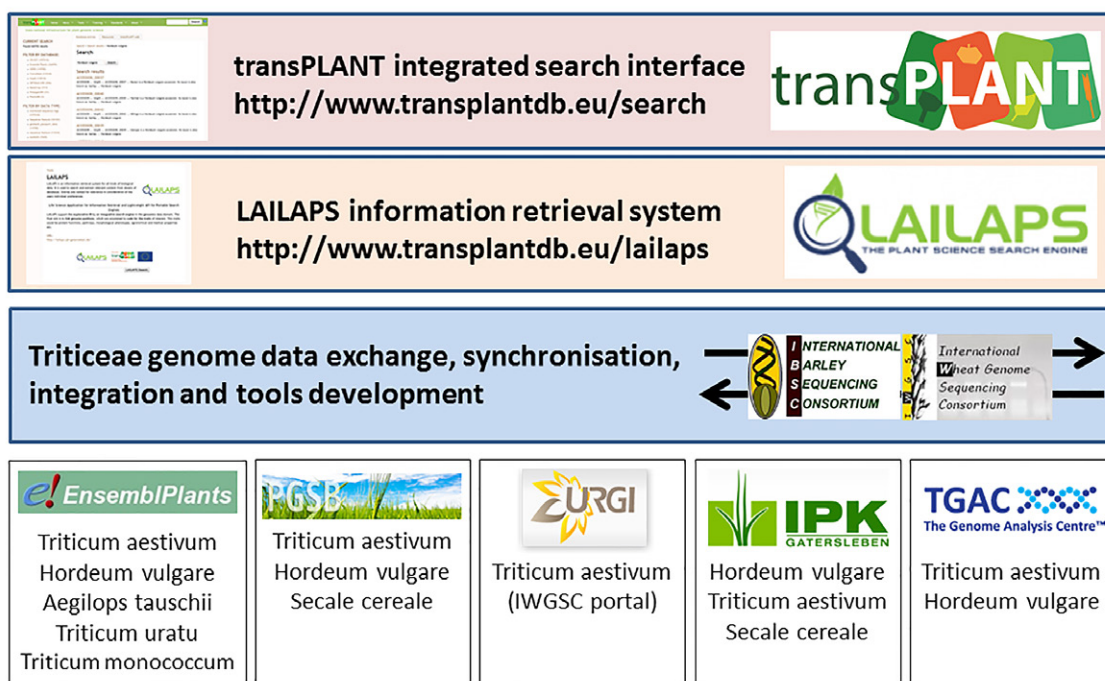 transPLANT integrated search interface
http://www.transplantdb.eu/search
transPLANT
Search
Search results
LAILAPS
LAILAPS information retrieval system
http://www.transplantdb.eu/lailaps
LAILAPS
THE PLANT SCIENCE SEARCH ENGINE
Triticeae genome data exchange, synchronisation,
integration and tools development
INTERNATIONAL
BARLEY
SEQUENCING
CONSORTIUM
International
Wheat Genome
Sequencing
Consortium
I W G S C
e! EnsemblPlants
Triticum aestivum
Hordeum vulgare
Aegilops tauschii
Triticum uratu
Triticum monococcum
PGSB
Triticum aestivum
Hordeum vulgare
Secale cereale
URGI
Triticum aestivum
(IWGSC portal)
IPK
GATERSLEBEN
Hordeum vulgare
Triticum aestivum
Secale cereale
TGAC
The Genome Analysis Centre™
Triticum aestivum
Hordeum vulgare